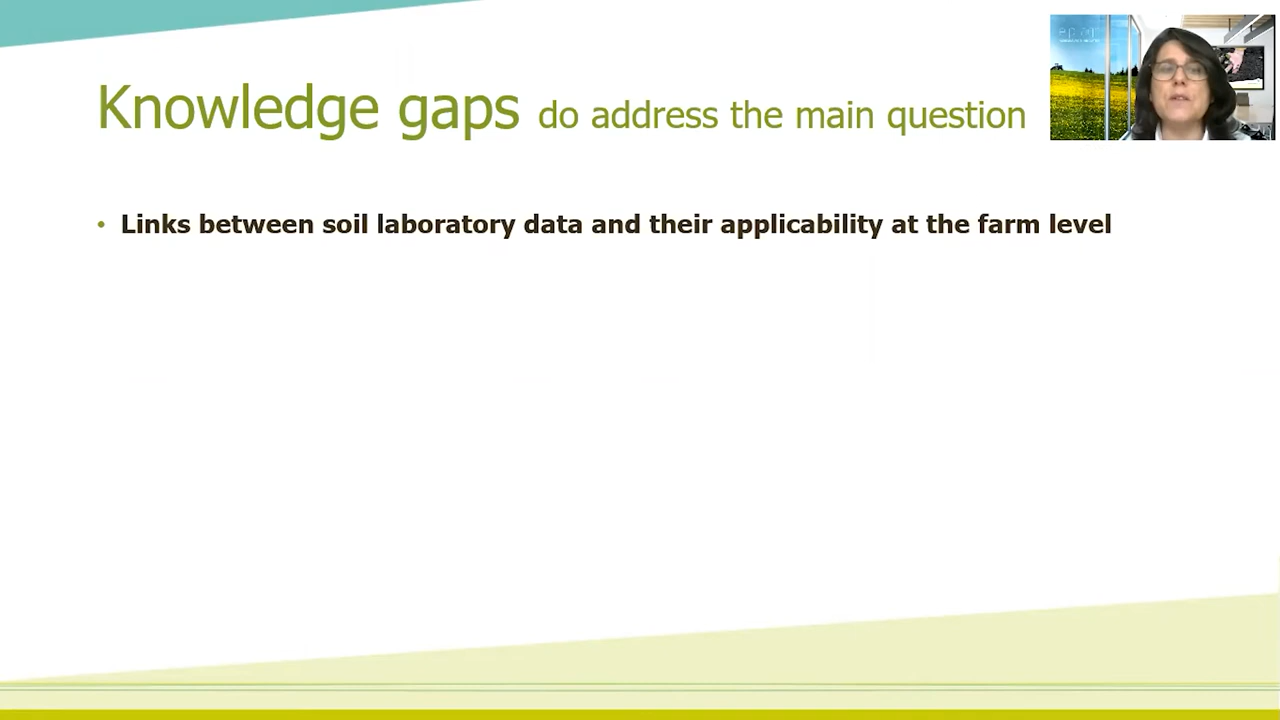 Knowledge gaps do address the main question
• Links between soil laboratory data and their applicability at the farm level